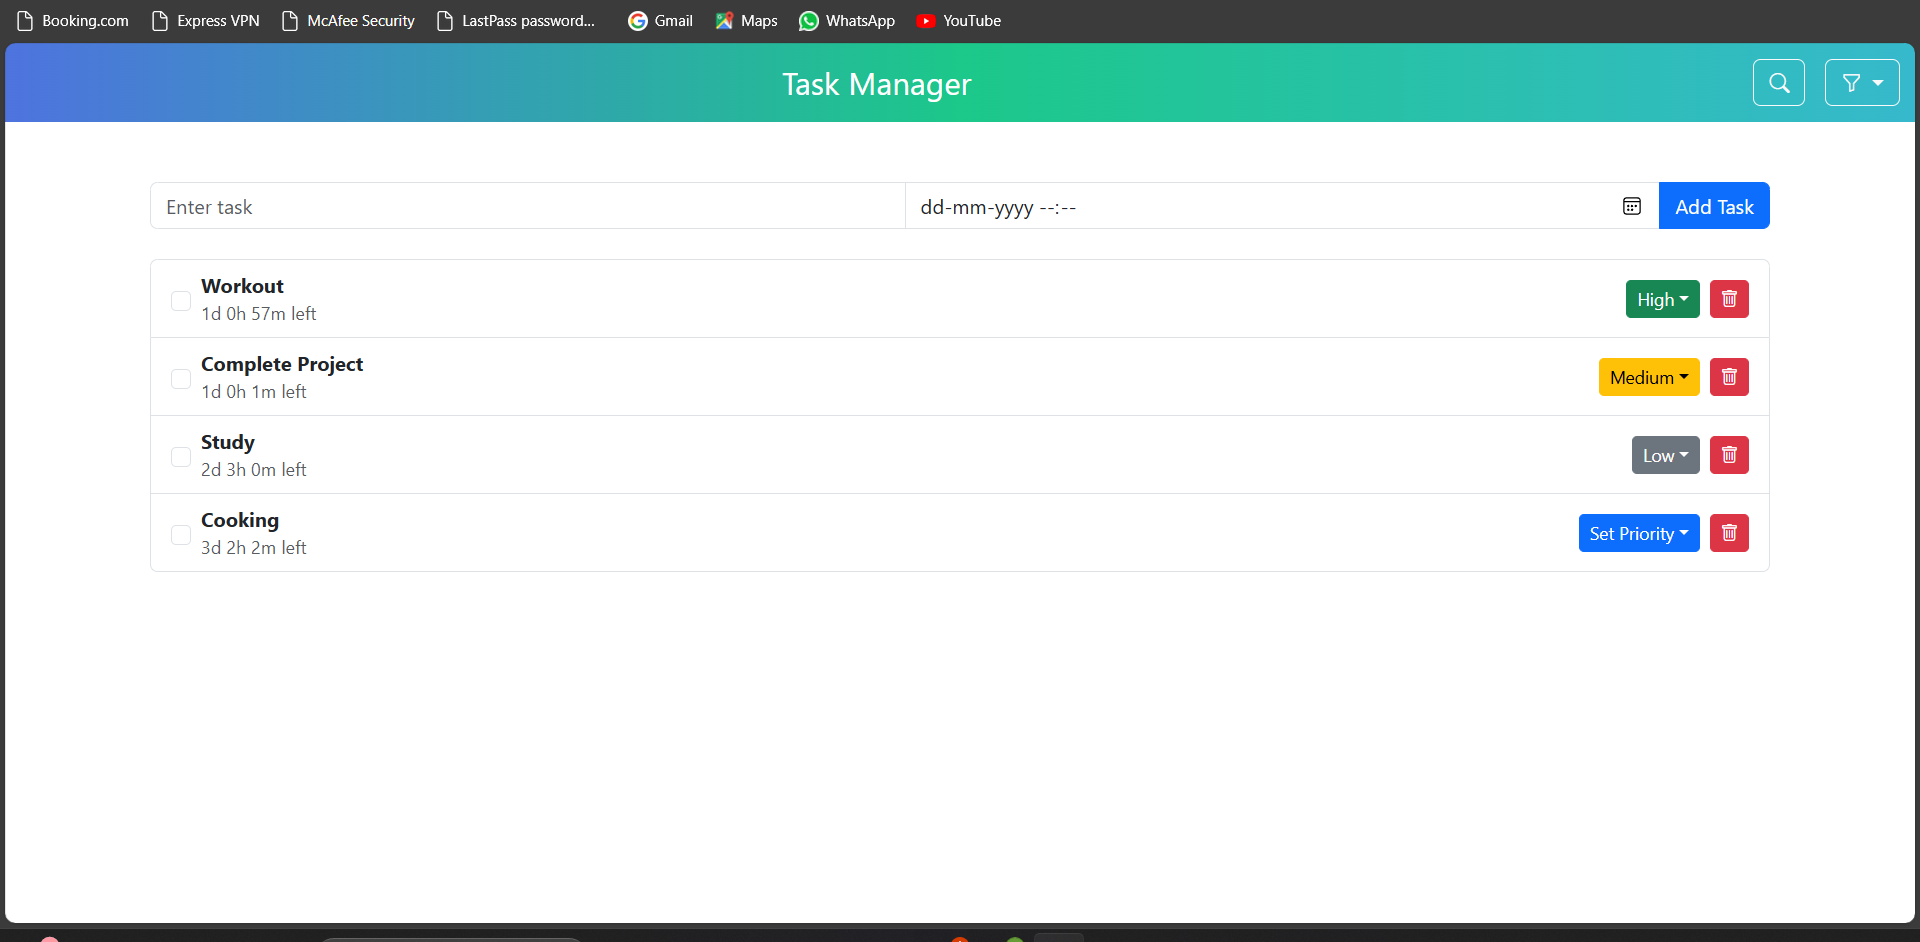 Booking.com Express VPN McAfee Security LastPass password... Gmail Maps WhatsApp YouTube
Task Manager
Enter task dd-mm-yyyy --:-- Add Task
Workout
1d 0h 57m left
High
Complete Project
1d 0h 1m left
Medium
Study
2d 3h 0m left
Low
Cooking
3d 2h 2m left
Set Priority